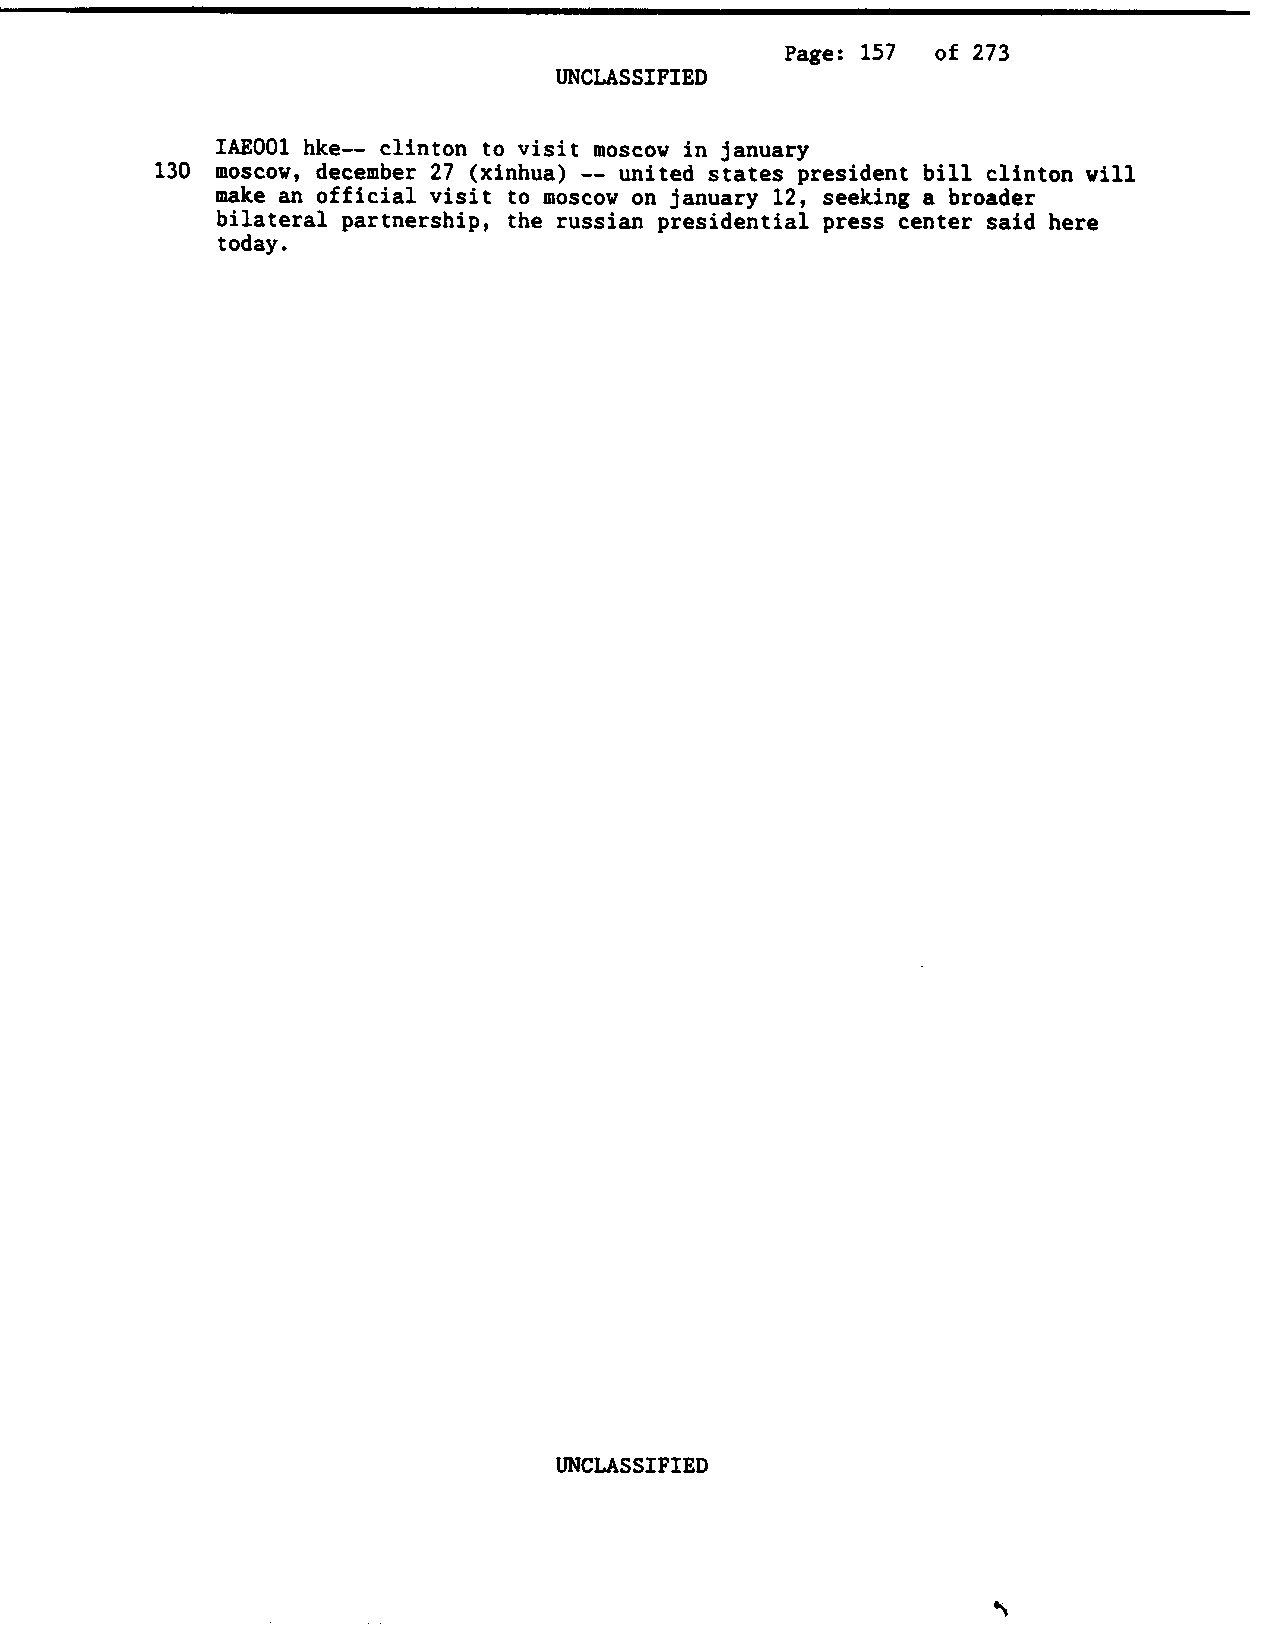 Page: 157 of 273
UNCLASSIFIED
IAE001 hke-- clinton to visit moscow in january
130 moscow, december 27 (xinhua) -- united states president bill clinton will
make an official visit to moscow on january 12, seeking a broader
bilateral partnership, the russian presidential press center said here
today.
UNCLASSIFIED